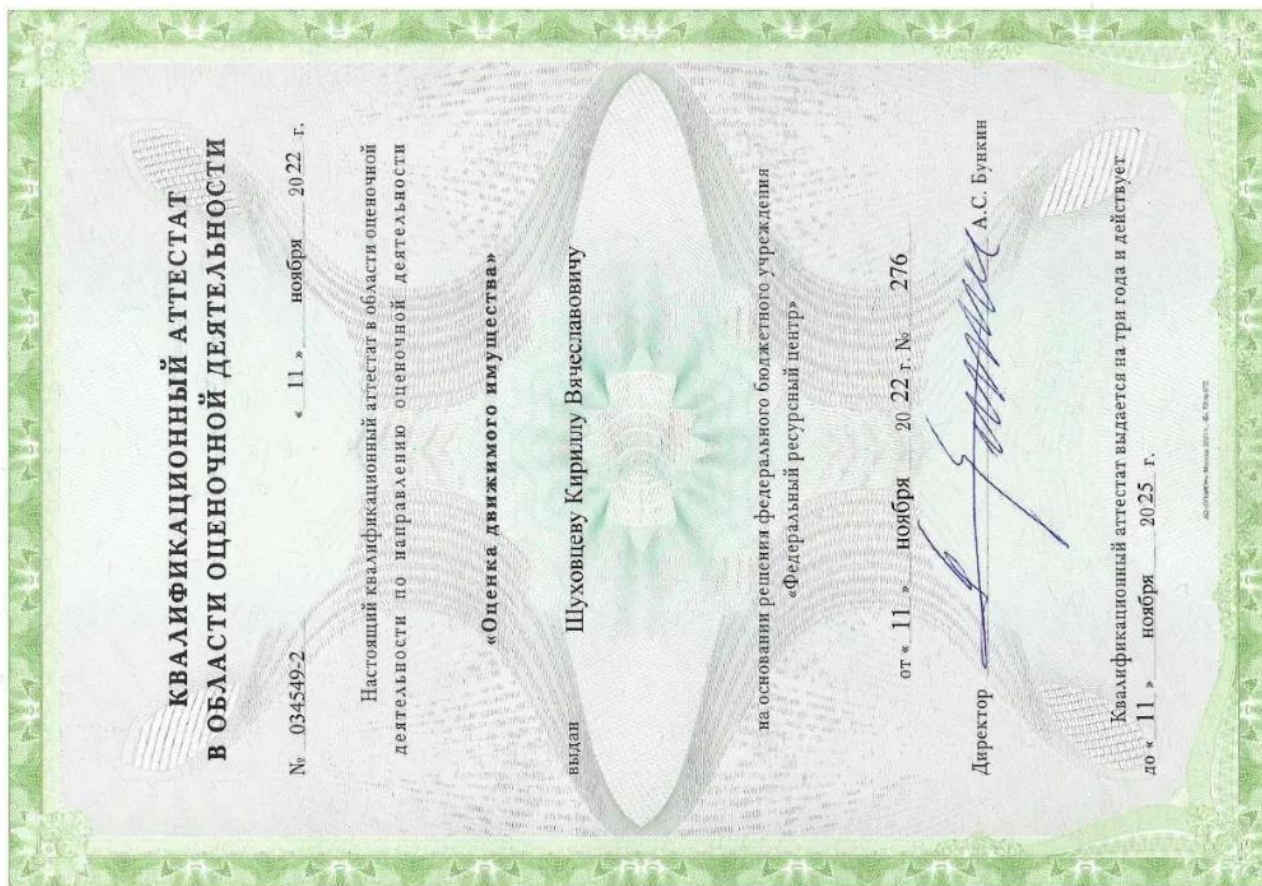 КВАЛИФИКАЦИОННЫЙ АТТЕСТАТ
В ОБЛАСТИ ОЦЕНОЧНОЙ ДЕЯТЕЛЬНОСТИ
№ 034549-2 « 11 » ноября 2022 г.
Настоящий квалификационный аттестат в области оценочной
деятельности по направлению оценочной деятельности
«Оценка движимого имущества»
выдан Шуховцеву Кириллу Вячеславовичу
на основании решения федерального бюджетного учреждения
«Федеральный ресурсный центр»
от « 11 » ноября 20 22 г. № 276
Директор А.С. Бункин
Квалификационный аттестат выдается на три года и действует
до « 11 » ноября 2025 г.